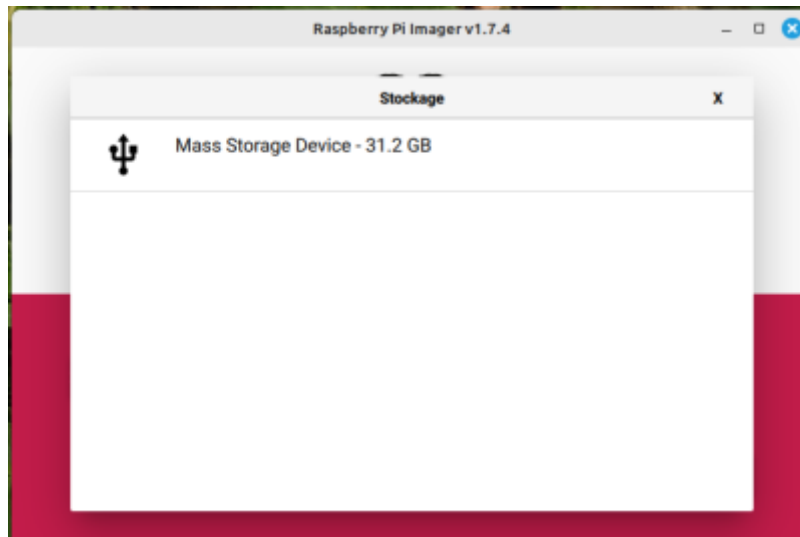 Raspberry Pi Imager v1.7.4
Stockage
X
Mass Storage Device - 31.2 GB